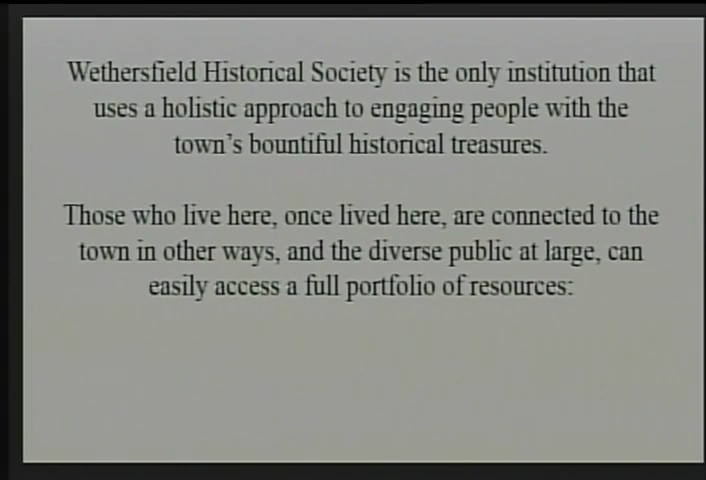 Wethersfield Historical Society is the only institution that
uses a holistic approach to engaging people with the
town's bountiful historical treasures.
Those who live here, once lived here, are connected to the
town in other ways, and the diverse public at large, can
easily access a full portfolio of resources: